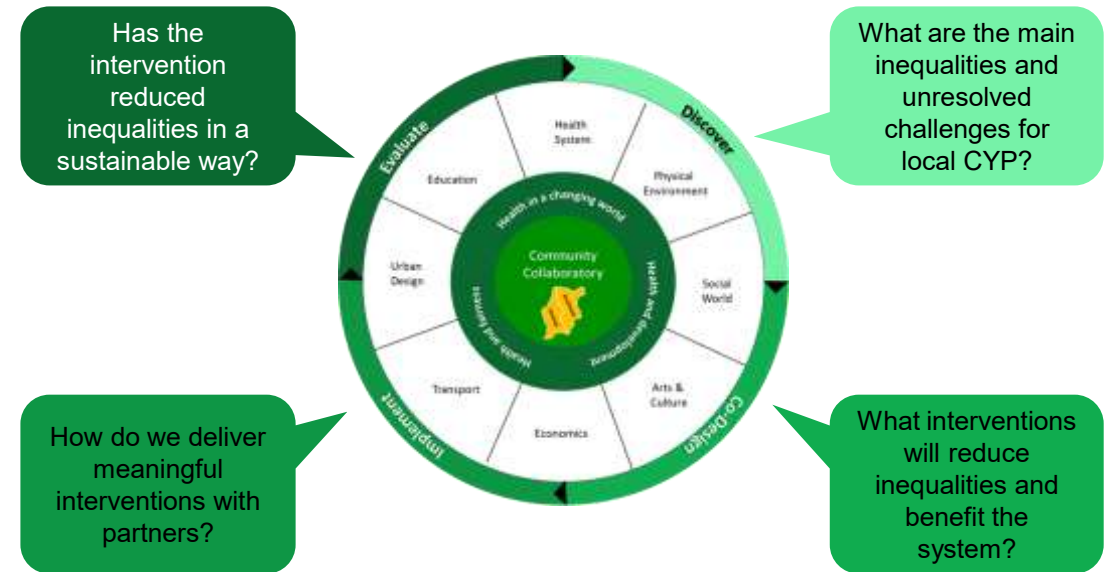 Has the
intervention
reduced
inequalities in a
sustainable way?
What are the main
inequalities and
unresolved
challenges for
local CYP?
Evaluate
Discover
Health
System
Education
Physical
Environment
Health in a changing world
Urban
Design
Community
Collaboratory
Social
World
Health and fairness
Health and development
Transport
Arts &
Culture
Economics
Implement
Co-Design
How do we deliver
meaningful
interventions with
partners?
What interventions
will reduce
inequalities and
benefit the
system?